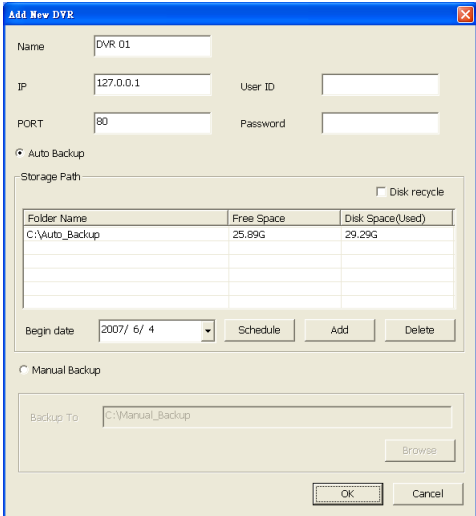 Add New DVR
Name DVR 01
IP 127.0.0.1 User ID
PORT 80 Password
Auto Backup
Storage Path
Disk recycle
Folder Name Free Space Disk Space(Used)
C:\Auto_Backup 25.89G 29.29G
Begin date 2007/ 6/ 4 Schedule Add Delete
Manual Backup
Backup To C:\Manual_Backup
Browse
OK Cancel